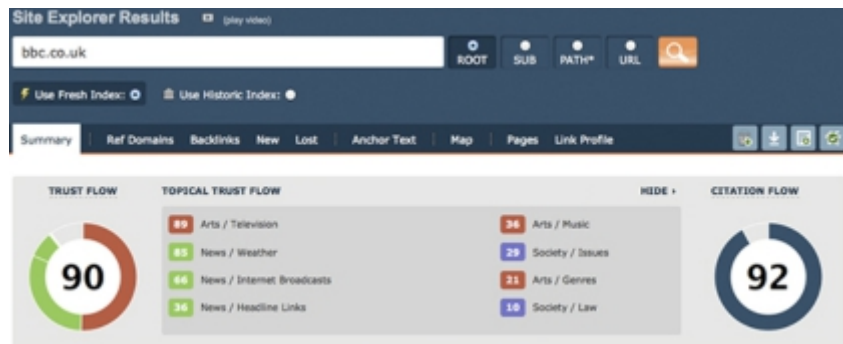 Site Explorer Results (play video)
bbc.co.uk ROOT SUB PATH* URL
Use Fresh Index: Use Historic Index:
Summary Ref Domains Backlinks New Lost Anchor Text Map Pages Link Profile
TRUST FLOW TOPICAL TRUST FLOW HIDE CITATION FLOW
89 Arts / Television 36 Arts / Music
85 News / Weather 29 Society / Issues
66 News / Internet Broadcasts 21 Arts / Genres
36 News / Headline Links 10 Society / Law
90 92